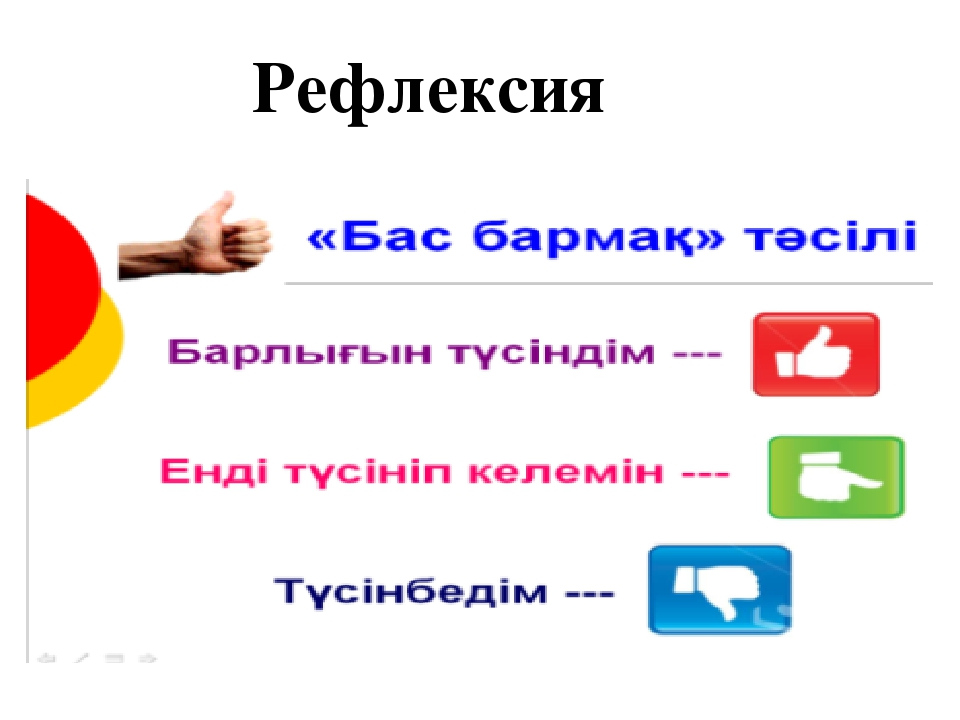 Рефлексия
«Бас бармақ» тәсілі
Барлығын түсіндім ---
Енді түсініп келемін ---
Түсінбедім ---